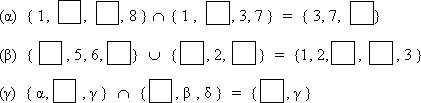 (α) { 1, □, □, 8 } ∩ { 1 , □, 3, 7 } = { 3, 7, □}
(β) { □, 5, 6, □} ∪ {□, 2, □} = {1, 2, □, □, 3 }
(γ) { α, □, γ } ∩ {□, β , δ } = {□, γ }